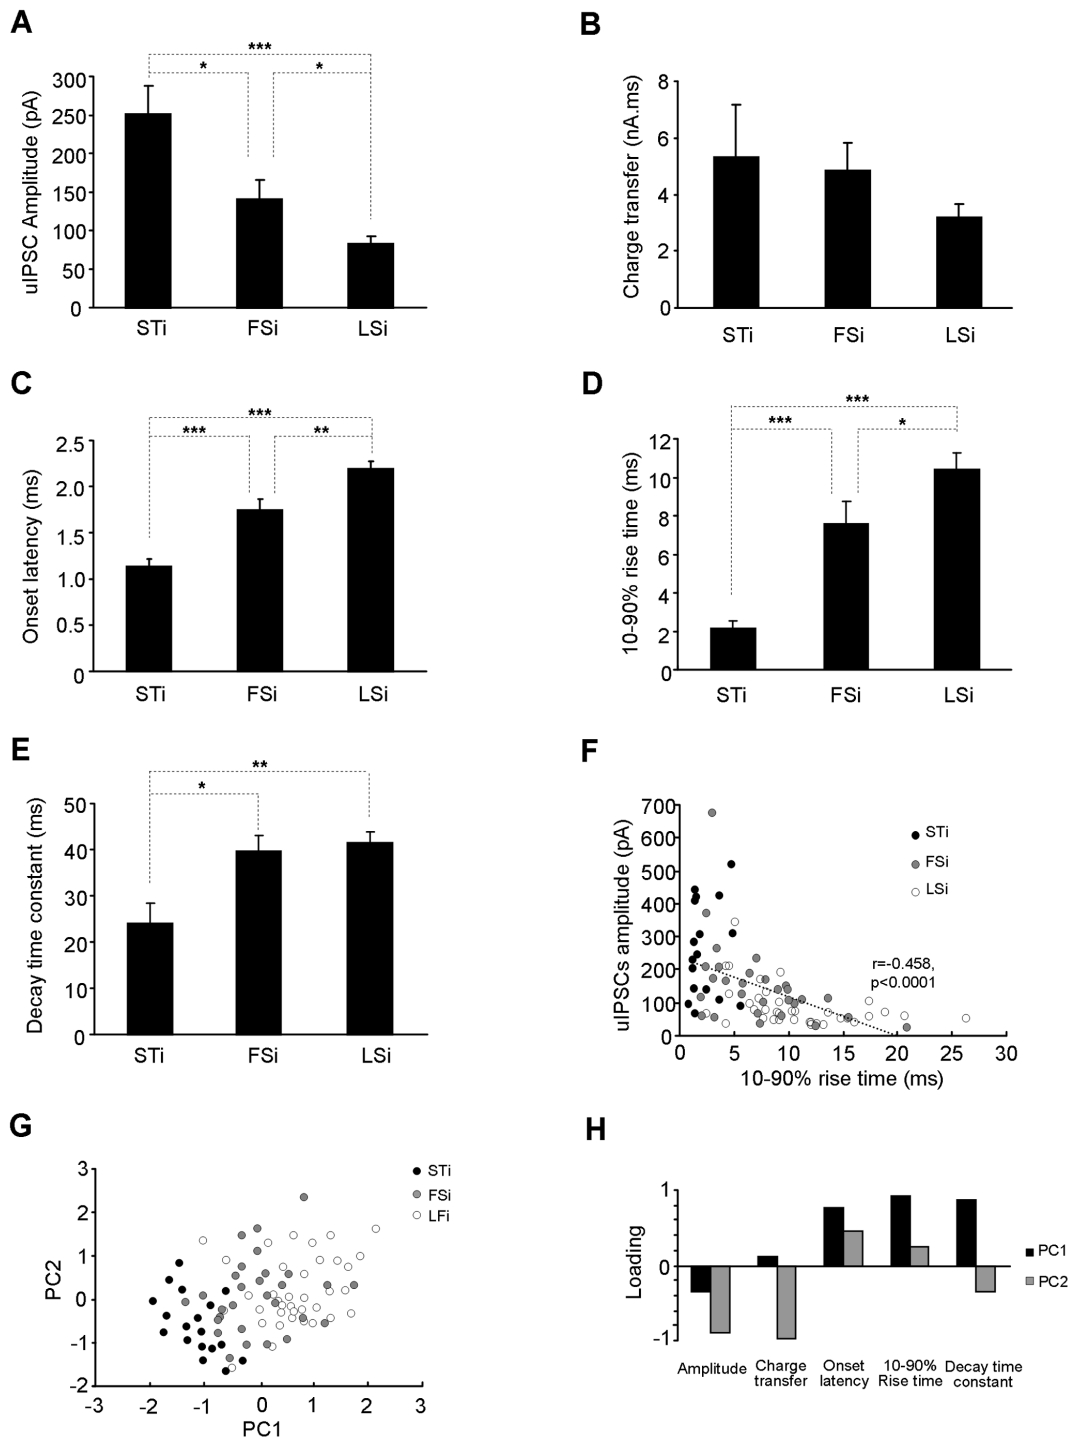 A
***
*
*
300
250
200
150
100
50
0
uIPSC Amplitude (pA)
STi
FSi
LSi
B
8
6
4
2
0
Charge transfer (nA.ms)
STi
FSi
LSi
C
***
***
**
2.5
2.0
1.5
1.0
0.5
0
Onset latency (ms)
STi
FSi
LSi
D
***
***
*
12
10
8
6
4
2
0
10-90% rise time (ms)
STi
FSi
LSi
E
**
*
50
40
30
20
10
0
Decay time constant (ms)
STi
FSi
LSi
F
700
600
500
400
300
200
100
0
uIPSCs amplitude (pA)
STi
FSi
LSi
r=-0.458,
p<0.0001
0 5 10 15 20 25 30
10-90% rise time (ms)
G
3
2
1
0
-1
-2
PC2
STi
FSi
LFi
-3 -2 -1 0 1 2 3
PC1
H
1
0
-1
Loading
PC1
PC2
Amplitude
Charge
transfer
Onset
latency
10-90%
Rise time
Decay time
constant